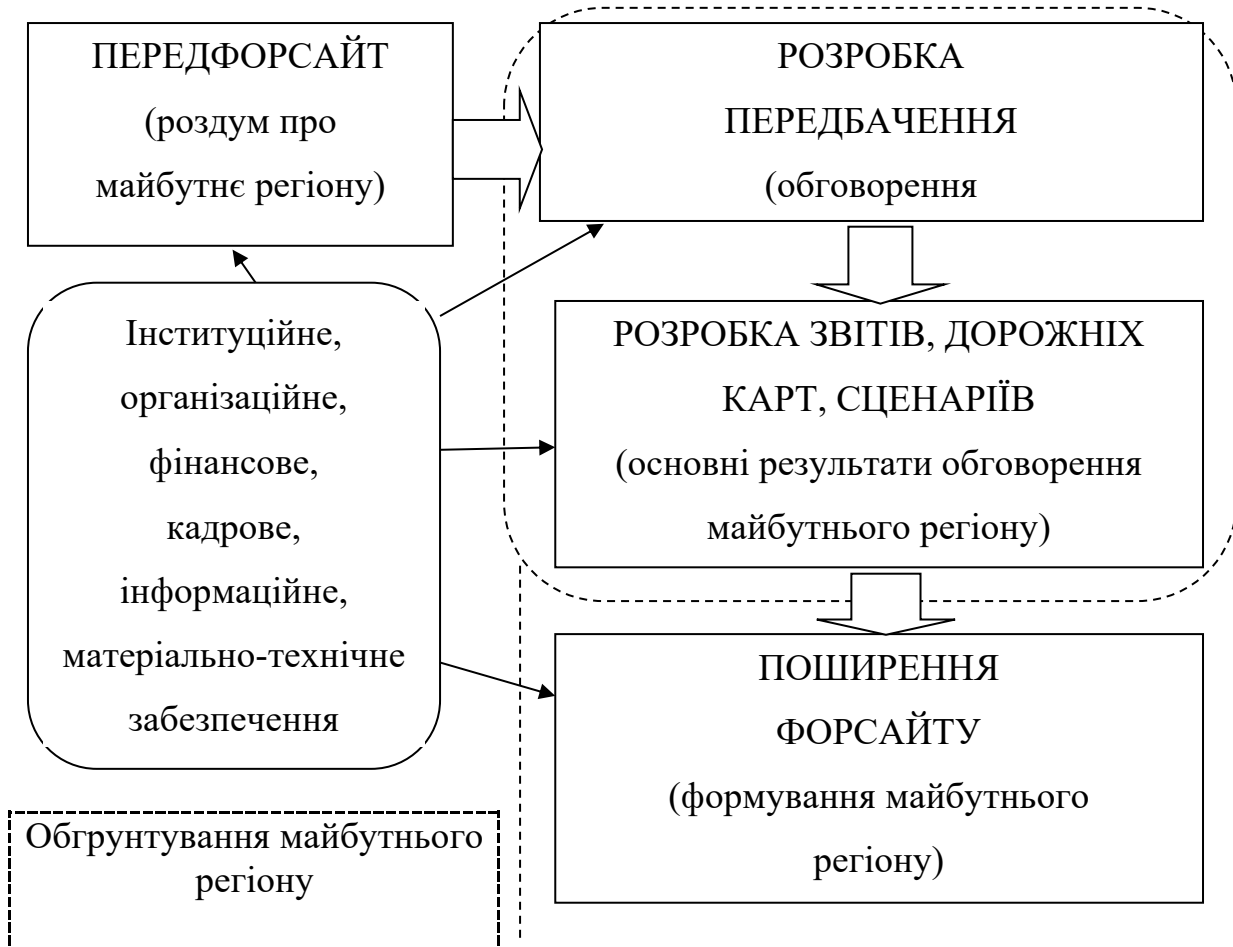 ПЕРЕДФОРСАЙТ
(роздум про
майбутнє регіону)
РОЗРОБКА
ПЕРЕДБАЧЕННЯ
(обговорення
Інституційне,
організаційне,
фінансове,
кадрове,
інформаційне,
матеріально-технічне
забезпечення
РОЗРОБКА ЗВІТІВ, ДОРОЖНІХ
КАРТ, СЦЕНАРІЇВ
(основні результати обговорення
майбутнього регіону)
ПОШИРЕННЯ
ФОРСАЙТУ
(формування майбутнього
регіону)
Обгрунтування майбутнього
регіону